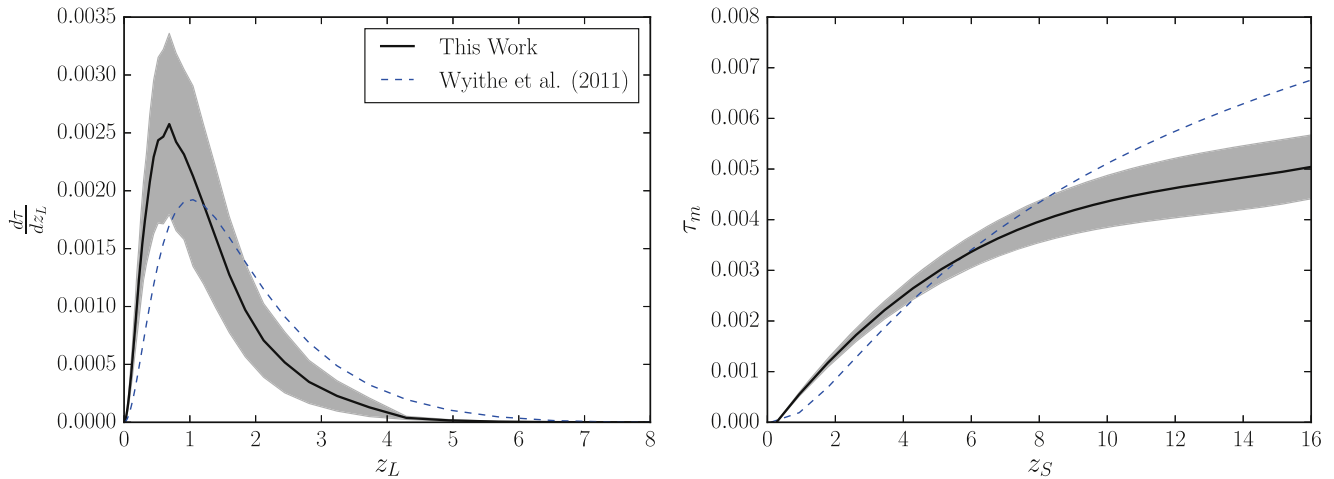 0.0035
0.0030
0.0025
0.0020
0.0015
0.0010
0.0005
0.0000
dτ
dz_L
0 1 2 3 4 5 6 7 8
z_L
This Work
Wyithe et al. (2011)
0.008
0.007
0.006
0.005
0.004
0.003
0.002
0.001
0.000
τ_m
0 2 4 6 8 10 12 14 16
z_S